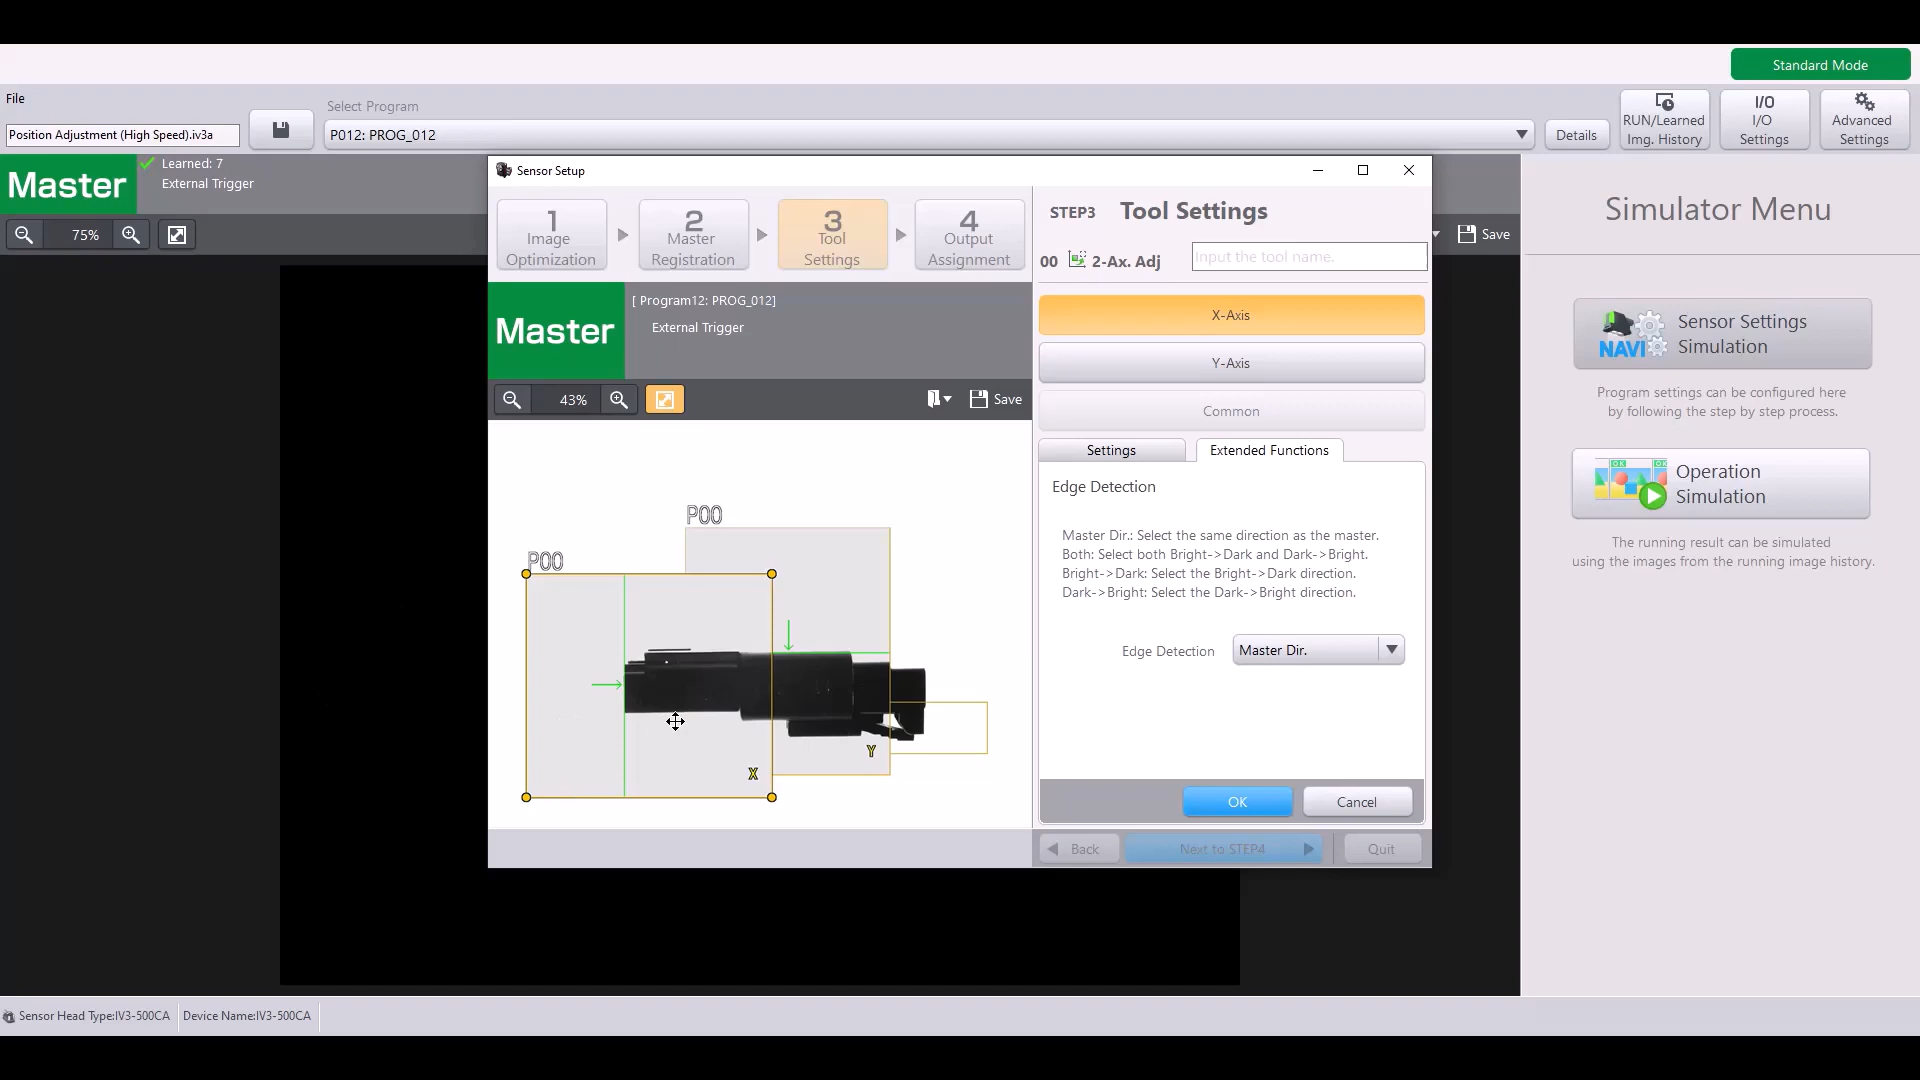 Standard Mode
File
Select Program
Position Adjustment (High Speed).iv3a
P012: PROG_012
Details
RUN/Learned
Img. History
I/O
I/O
Settings
Advanced
Settings
Master
Learned: 7
External Trigger
75%
Save
Sensor Setup
1
Image
Optimization
2
Master
Registration
3
Tool
Settings
4
Output
Assignment
Master
[ Program12: PROG_012]
External Trigger
43%
Save
P00
P00
X
Y
STEP3 Tool Settings
00 2-Ax. Adj
Input the tool name.
X-Axis
Y-Axis
Common
Settings
Extended Functions
Edge Detection
Master Dir.: Select the same direction as the master.
Both: Select both Bright->Dark and Dark->Bright.
Bright->Dark: Select the Bright->Dark direction.
Dark->Bright: Select the Dark->Bright direction.
Edge Detection
Master Dir.
OK
Cancel
Back
Next to STEP4
Quit
Simulator Menu
NAVI
Sensor Settings
Simulation
Program settings can be configured here
by following the step by step process.
OK
OK
Operation
Simulation
The running result can be simulated
using the images from the running image history.
Sensor Head Type:IV3-500CA
Device Name:IV3-500CA